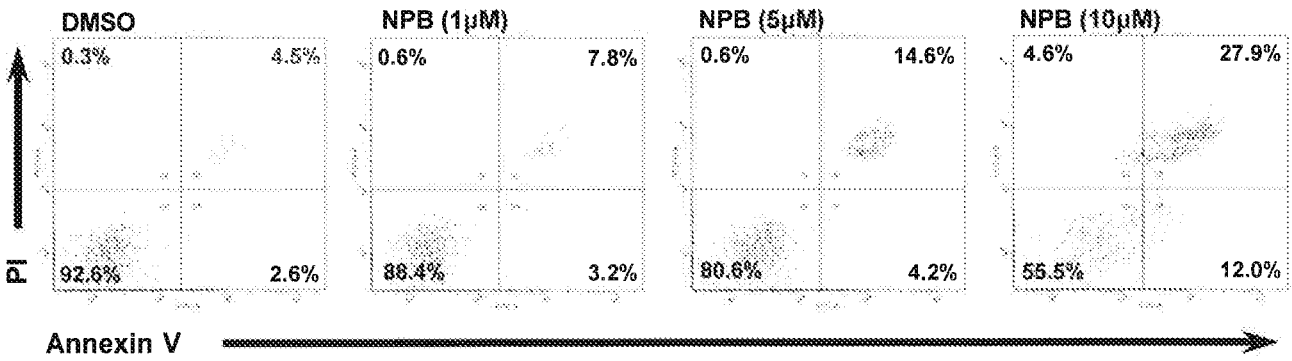 DMSO NPB (1µM) NPB (5µM) NPB (10µM)
0.3% 4.5% 0.6% 7.8% 0.6% 14.6% 4.6% 27.9%
92.6% 2.6% 88.4% 3.2% 80.6% 4.2% 55.5% 12.0%
PI
Annexin V